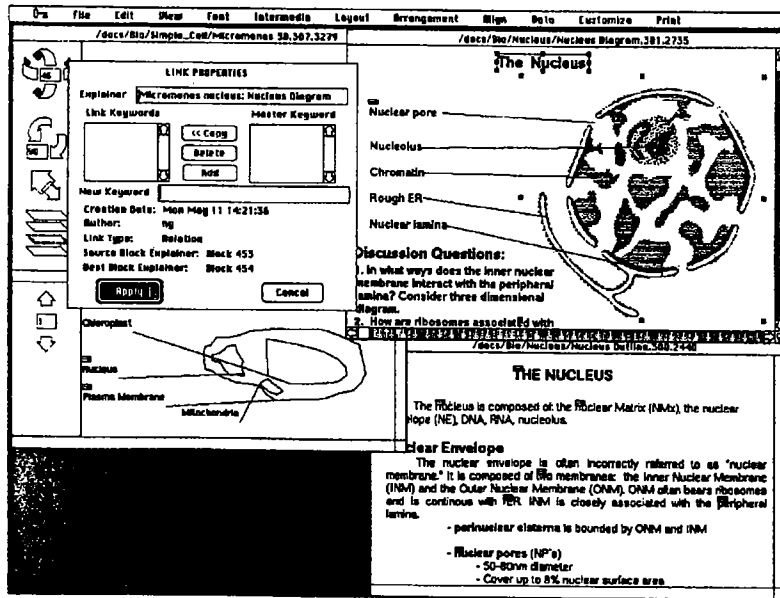 File Edit View Font Intermedia Layout Arrangement Align Data Customize Print
/docs/Bio/Simple_Cell/Micromonas
/docs/Bio/Nucleus/Nucleus Diagram.381.2735
LINK PROPERTIES
Explainer Micromonas nucleus: Nucleus Diagram
Link Keywords
Master Keyword
<< Copy
Delete
Add
New Keyword
Creation Date: Mon May 11 14:21:36
Author: ng
Link Type: Relation
Source Block Explainer: Block 453
Dest Block Explainer: Block 454
Apply
Cancel
1
Chloroplast
Nucleus
Plasma Membrane
Mitochondria
The Nucleus
Nuclear pore
Nucleolus
Chromatin
Rough ER
Nuclear lamina
Discussion Questions:
1. In what ways does the inner nuclear
membrane interact with the peripheral
lamina? Consider three dimensional
diagram.
2. How are ribosomes associated with
/docs/Bio/Nucleus/Nucleus Outline
THE NUCLEUS
The nucleus is composed of: the Nuclear Matrix (NMx), the nuclear
lope (NE), DNA, RNA, nucleolus.
clear Envelope
The nuclear envelope is often incorrectly referred to as "nuclear
membrane." It is composed of two membranes: the Inner Nuclear Membrane
(INM) and the Outer Nuclear Membrane (ONM). ONM often bears ribosomes
and is continous with rER. INM is closely associated with the peripheral
lamina.
- perinuclear cisterna is bounded by ONM and INM
- Nuclear pores (NP's)
- 50-80nm diameter
- Cover up to 8% nuclear surface area